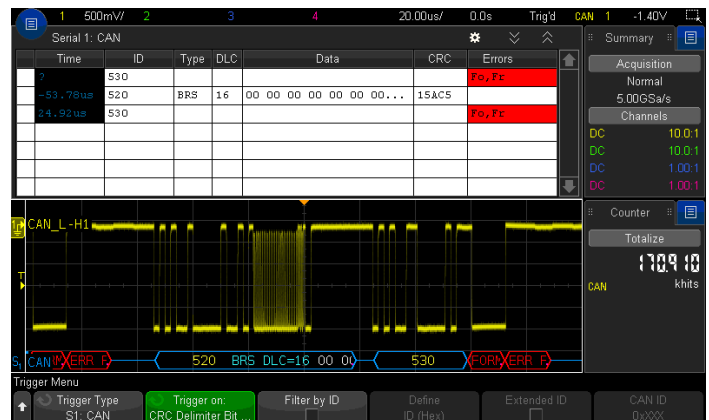 1 500mV/ 2 3 4 20.00us/ 0.0s Trig'd CAN 1 -1.40V
Serial 1: CAN
Time ID Type DLC Data CRC Errors
? 530 Fo,Fr
-53.78us 520 BRS 16 00 00 00 00 00 00... 15AC5
24.92us 530 Fo,Fr
Summary
Acquisition
Normal
5.00GSa/s
Channels
DC 10.0:1
DC 10.0:1
DC 1.00:1
DC 1.00:1
Counter
Totalize
170.910
CAN khits
CAN_L-H1
T
S1 CAN ERR F 520 BRS DLC=16 00 0 530 FORM ERR F
Trigger Menu
Trigger Type
S1: CAN
Trigger on:
CRC Delimiter Bit ...
Filter by ID
Define
ID (Hex)
Extended ID
CAN ID
0xXXX